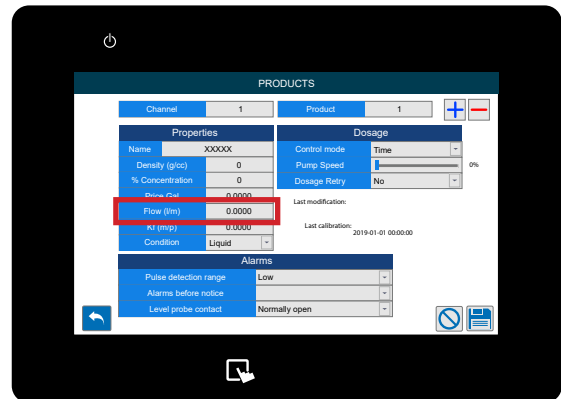 PRODUCTS
Channel 1 Product 1
Properties
Name XXXXX
Density (g/cc) 0
% Concentration 0
Price Gal 0.0000
Flow (l/m) 0.0000
Kf (m/p) 0.0000
Condition Liquid
Dosage
Control mode Time
Pump Speed 0%
Dosage Retry No
Last modification:
Last calibration:
2019-01-01 00:00:00
Alarms
Pulse detection range Low
Alarms before notice
Level probe contact Normally open